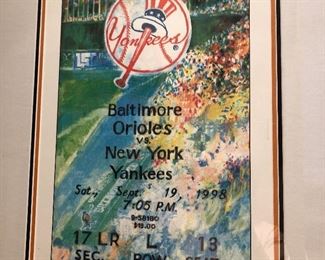 Yankees
Baltimore
Orioles
vs.
New York
Yankees
Sat., Sept. 19, 1998
7:05 P.M.
$15.00
17 LR L 13
SEC. ROW SEAT